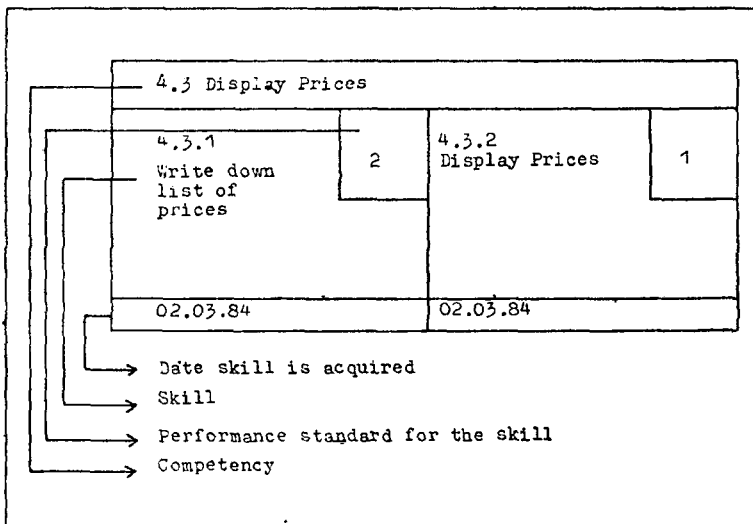 4.3 Display Prices
4.3.1
2
Write down
list of
prices
4.3.2
Display Prices
1
02.03.84
02.03.84
Date skill is acquired
Skill
Performance standard for the skill
Competency